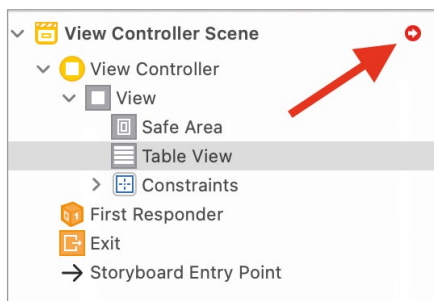 View Controller Scene
View Controller
View
Safe Area
Table View
Constraints
First Responder
Exit
Storyboard Entry Point